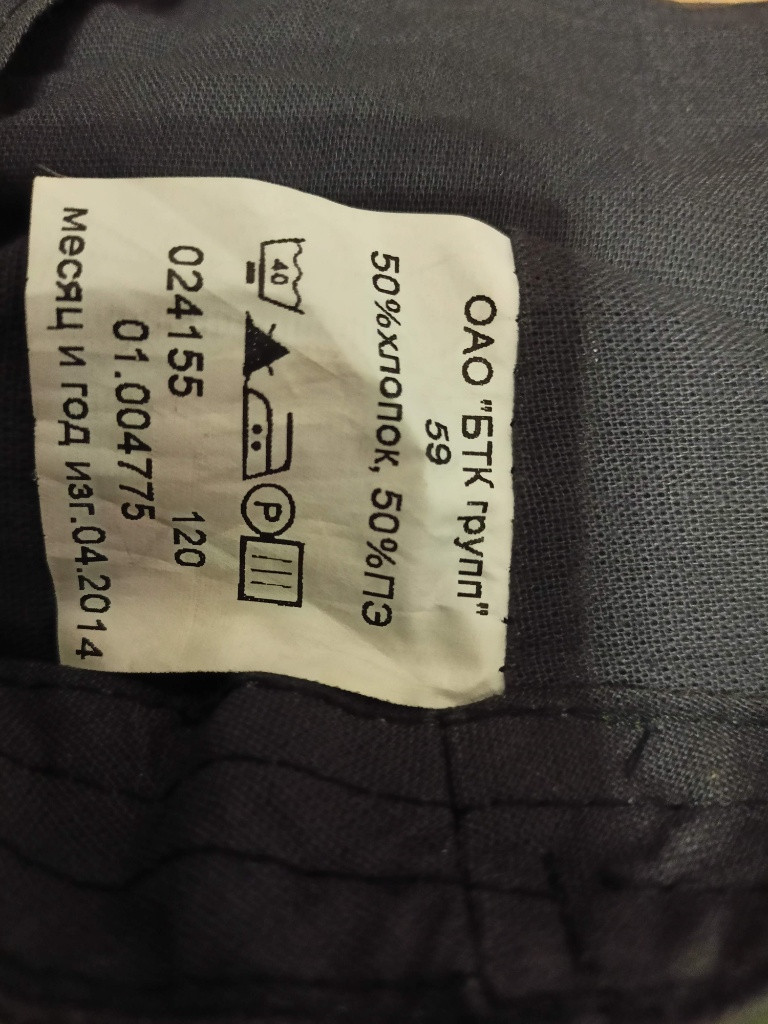 ОАО "БТК групп"
59
50%хлопок, 50%ПЭ
40
P
024155 120
01.004775
месяц и год изг.04.2014